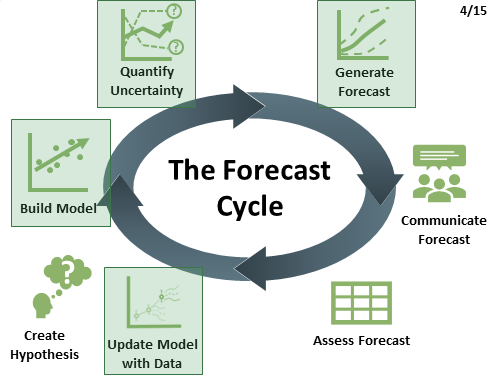 4/15
Quantify
Uncertainty
Generate
Forecast
The Forecast
Cycle
Build Model
Communicate
Forecast
Create
Hypothesis
Update Model
with Data
Assess Forecast
?
?
?